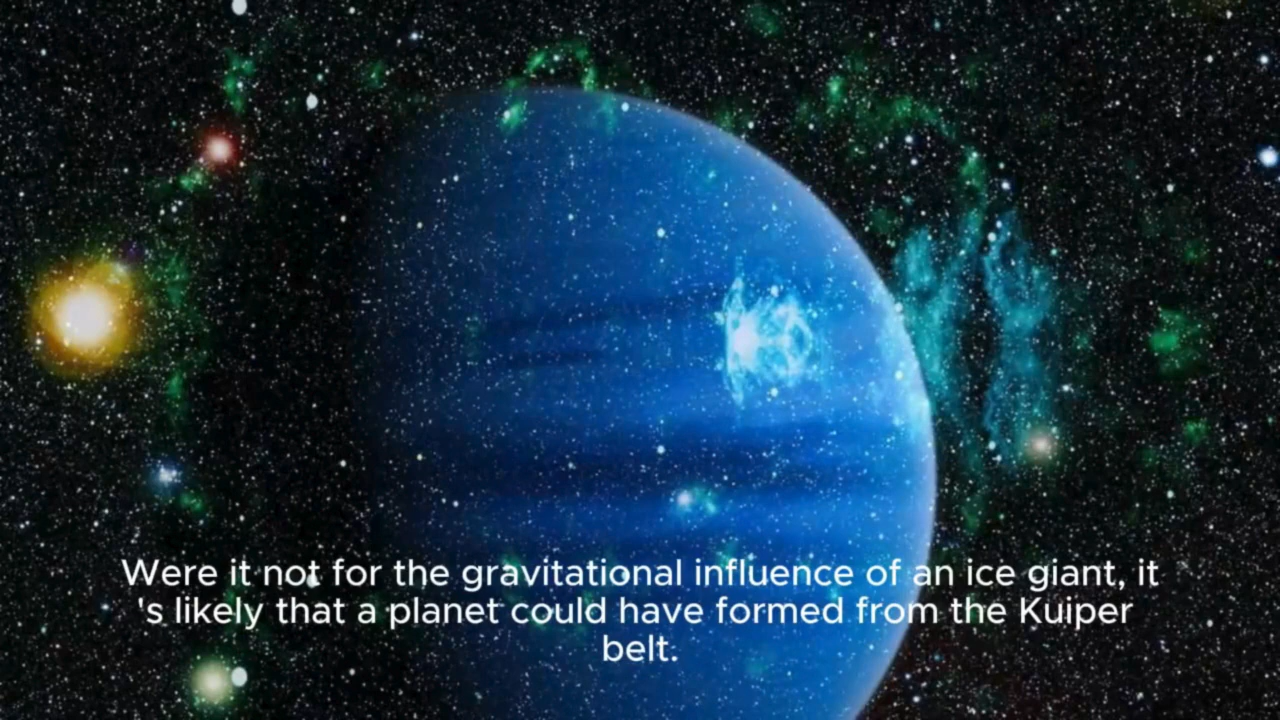 Were it not for the gravitational influence of an ice giant, it
's likely that a planet could have formed from the Kuiper
belt.